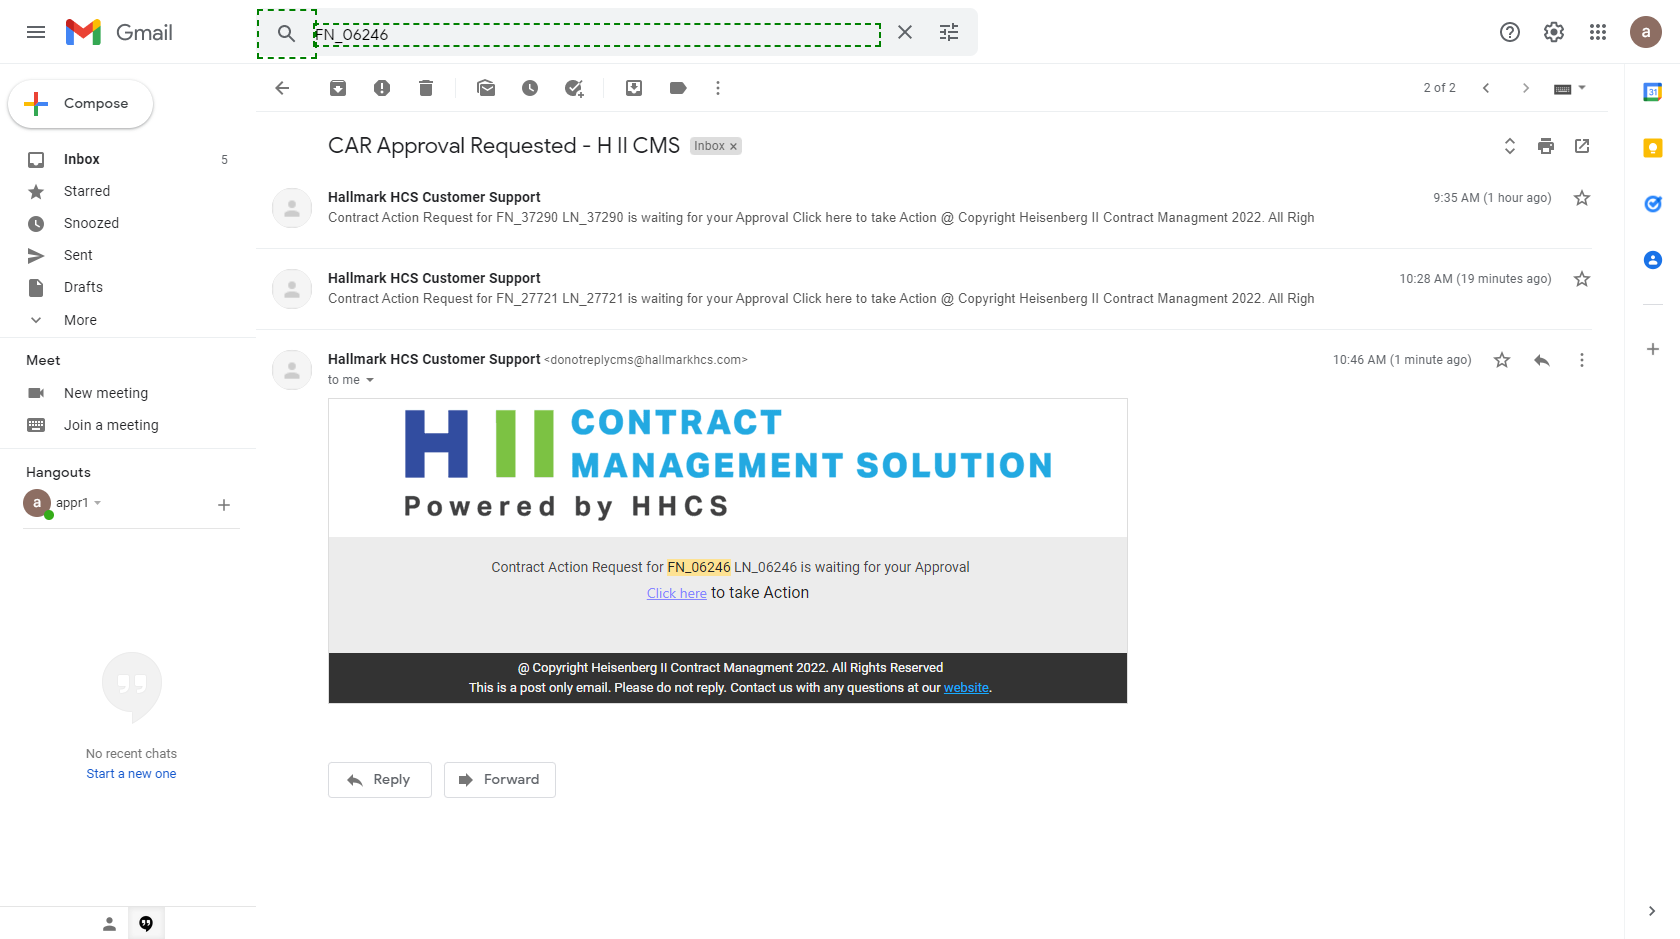 Gmail
FN_06246
Compose
2 of 2
31
Inbox 5
Starred
Snoozed
Sent
Drafts
More
Meet
New meeting
Join a meeting
Hangouts
a appr1
No recent chats
Start a new one
a
CAR Approval Requested - H II CMS Inbox x
Hallmark HCS Customer Support 9:35 AM (1 hour ago)
Contract Action Request for FN_37290 LN_37290 is waiting for your Approval Click here to take Action @ Copyright Heisenberg II Contract Managment 2022. All Righ
Hallmark HCS Customer Support 10:28 AM (19 minutes ago)
Contract Action Request for FN_27721 LN_27721 is waiting for your Approval Click here to take Action @ Copyright Heisenberg II Contract Managment 2022. All Righ
Hallmark HCS Customer Support <donotreplycms@hallmarkhcs.com> 10:46 AM (1 minute ago)
to me
H II CONTRACT
MANAGEMENT SOLUTION
Powered by HHCS
Contract Action Request for FN_06246 LN_06246 is waiting for your Approval
Click here to take Action
@ Copyright Heisenberg II Contract Managment 2022. All Rights Reserved
This is a post only email. Please do not reply. Contact us with any questions at our website.
Reply
Forward